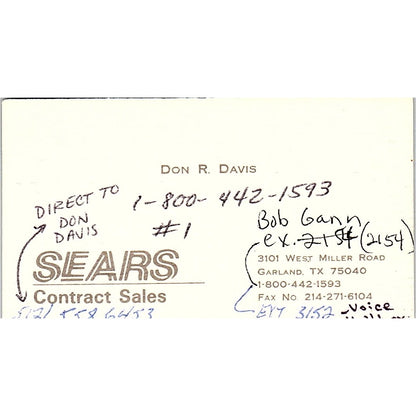 DON R. DAVIS
DIRECT TO
DON
DAVIS
1-800-442-1593
#1
Bob Gann
ex. (2154)
SEARS
Contract Sales
3101 WEST MILLER ROAD
GARLAND, TX 75040
1-800-442-1593
FAX NO 214-271-6104
EXT 3152
Voice